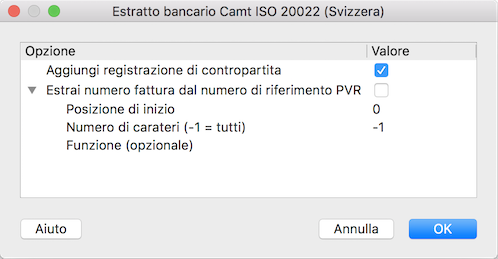 Estratto bancario Camt ISO 20022 (Svizzera)
Opzione Valore
Aggiungi registrazione di contropartita
Estrai numero fattura dal numero di riferimento PVR
Posizione di inizio 0
Numero di carateri (-1 = tutti) -1
Funzione (opzionale)
Aiuto Annulla OK